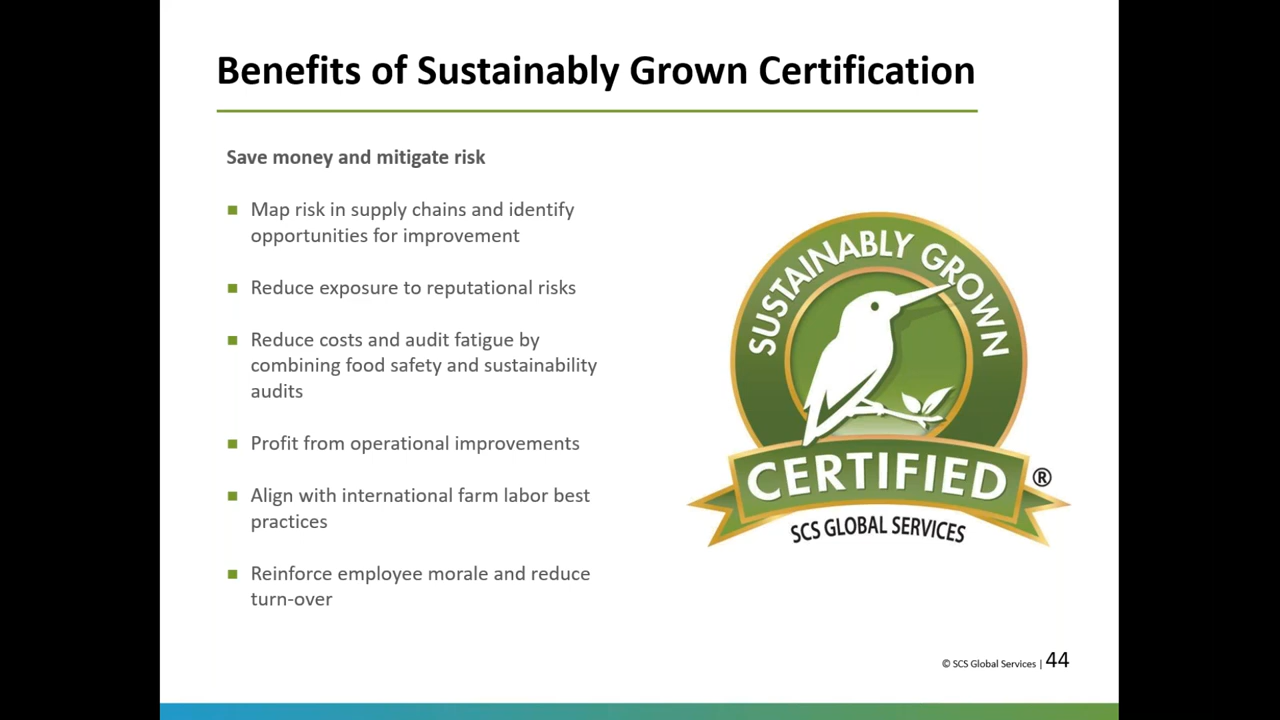 Benefits of Sustainably Grown Certification
Save money and mitigate risk
Map risk in supply chains and identify
opportunities for improvement
Reduce exposure to reputational risks
Reduce costs and audit fatigue by
combining food safety and sustainability
audits
Profit from operational improvements
Align with international farm labor best
practices
Reinforce employee morale and reduce
turn-over
SUSTAINABLY GROWN
CERTIFIED ®
SCS GLOBAL SERVICES
© SCS Global Services | 44